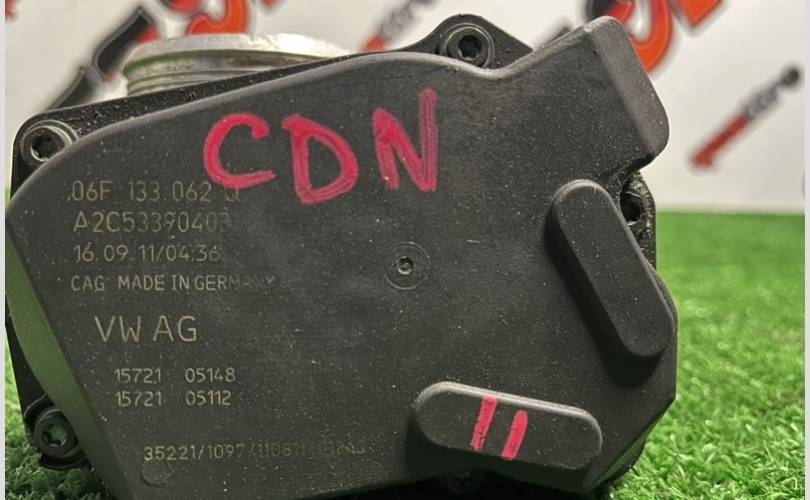 CDN
06F 133 062 Q
A2C53390403
16.09.11/04:36
CAG MADE IN GERMANY
VW AG
15721 05148
15721 05112
11